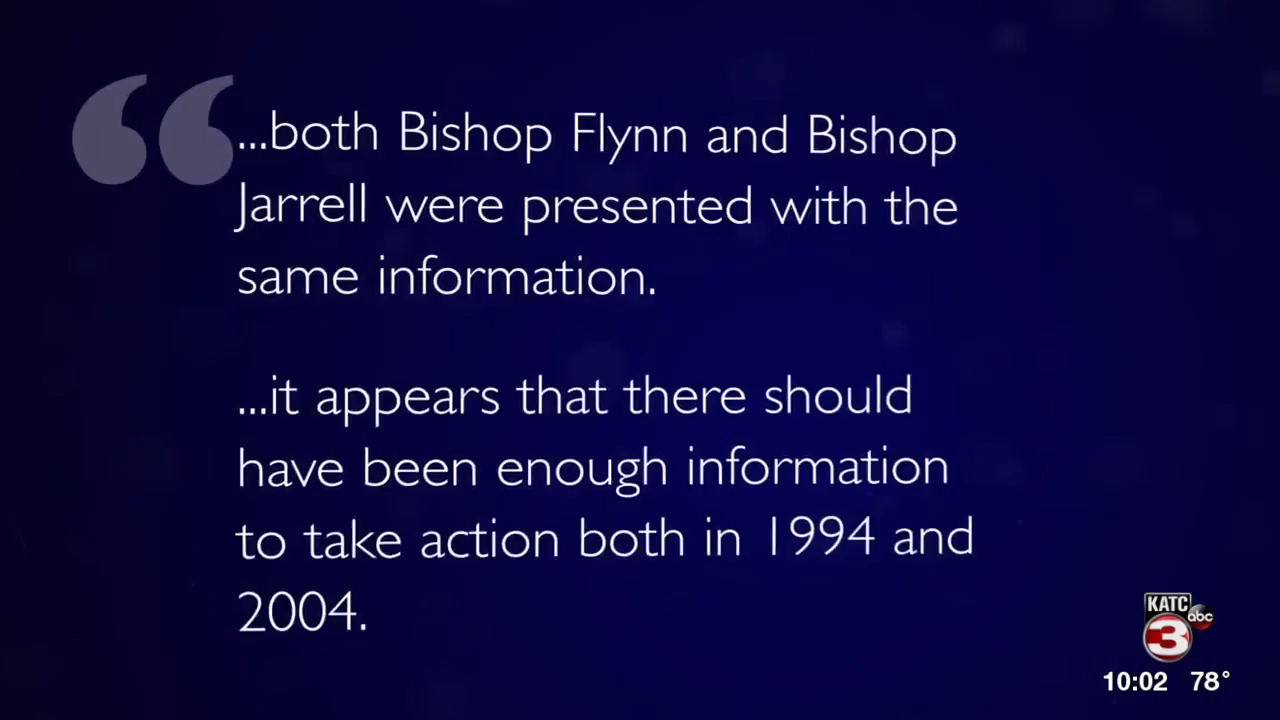 “
...both Bishop Flynn and Bishop
Jarrell were presented with the
same information.
...it appears that there should
have been enough information
to take action both in 1994 and
2004.
KATC
abc
3
10:02 78°